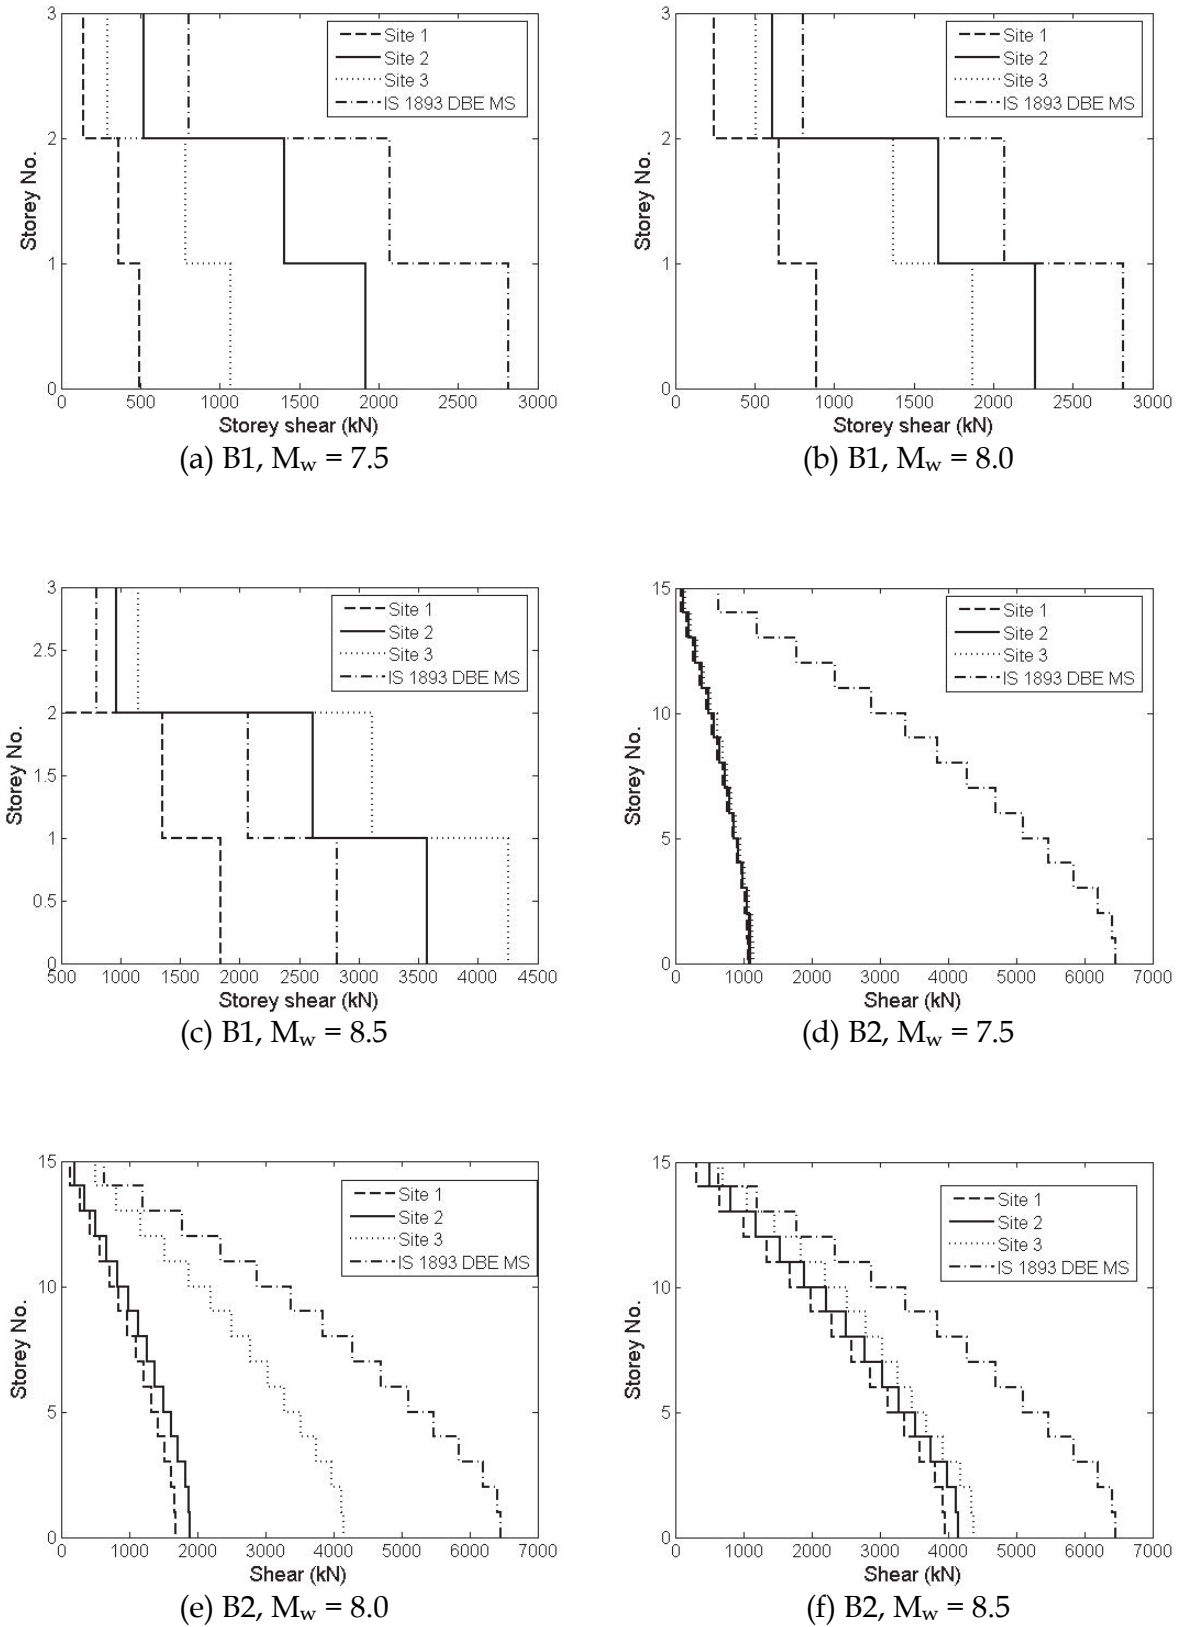 3
2
1
0
Storey No.
0 500 1000 1500 2000 2500 3000
Storey shear (kN)
Site 1
Site 2
Site 3
IS 1893 DBE MS
(a) B1, Mw = 7.5
3
2
1
0
Storey No.
0 500 1000 1500 2000 2500 3000
Storey shear (kN)
Site 1
Site 2
Site 3
IS 1893 DBE MS
(b) B1, Mw = 8.0
3
2.5
2
1.5
1
0.5
0
Storey No.
500 1000 1500 2000 2500 3000 3500 4000 4500
Storey shear (kN)
Site 1
Site 2
Site 3
IS 1893 DBE MS
(c) B1, Mw = 8.5
15
10
5
0
Storey No.
0 1000 2000 3000 4000 5000 6000 7000
Shear (kN)
Site 1
Site 2
Site 3
IS 1893 DBE MS
(d) B2, Mw = 7.5
15
10
5
0
Storey No.
0 1000 2000 3000 4000 5000 6000 7000
Shear (kN)
Site 1
Site 2
Site 3
IS 1893 DBE MS
(e) B2, Mw = 8.0
15
10
5
0
Storey No.
0 1000 2000 3000 4000 5000 6000 7000
Shear (kN)
Site 1
Site 2
Site 3
IS 1893 DBE MS
(f) B2, Mw = 8.5